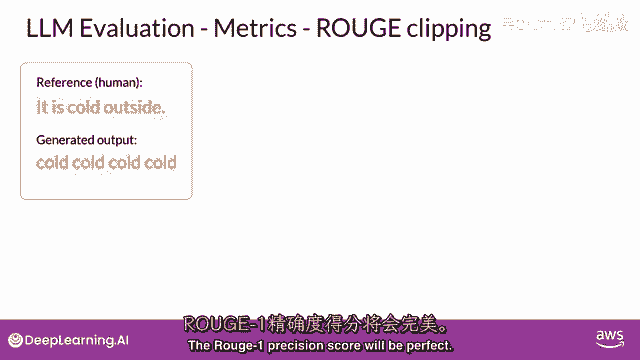 LLM Evaluation - Metrics - ROUGE clipping
Reference (human):
It is cold outside.
Generated output:
cold cold cold cold
ROUGE-1精确度得分将会完美。
The Rouge-1 precision score will be perfect.
DeepLearning.AI
aws